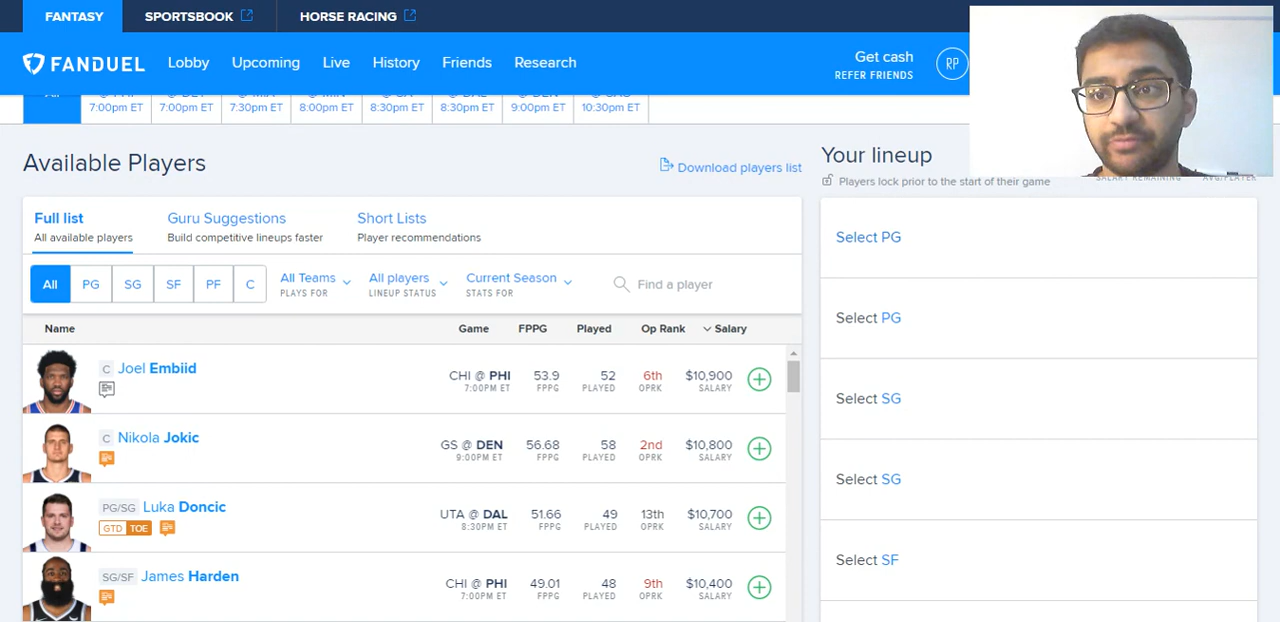 FANTASY SPORTSBOOK HORSE RACING
FANDUEL Lobby Upcoming Live History Friends Research Get cash RP
REFER FRIENDS
7:00pm ET 7:00pm ET 7:30pm ET 8:00pm ET 8:30pm ET 8:30pm ET 9:00pm ET 10:30pm ET
Available Players Download players list
Your lineup
Players lock prior to the start of their game SALARY REMAINING AVG/PLAYER
Full list Guru Suggestions Short Lists
All available players Build competitive lineups faster Player recommendations
All PG SG SF PF C All Teams All players Current Season Find a player
PLAYS FOR LINEUP STATUS STATS FOR
Name Game FPPG Played Op Rank Salary
C Joel Embiid CHI @ PHI 53.9 52 6th $10,900
7:00PM ET FPPG PLAYED OPRK SALARY
C Nikola Jokic GS @ DEN 56.68 58 2nd $10,800
9:00PM ET FPPG PLAYED OPRK SALARY
PG/SG Luka Doncic UTA @ DAL 51.66 49 13th $10,700
GTD TOE 8:30PM ET FPPG PLAYED OPRK SALARY
SG/SF James Harden CHI @ PHI 49.01 48 9th $10,400
7:00PM ET FPPG PLAYED OPRK SALARY
Select PG
Select PG
Select SG
Select SG
Select SF